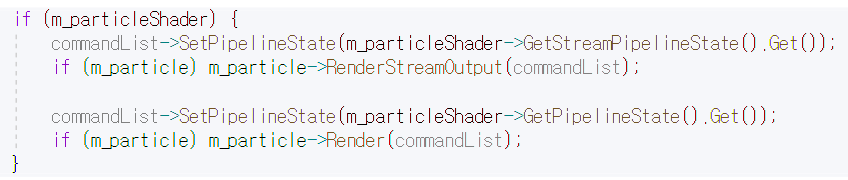 if (m_particleShader) {
commandList->SetPipelineState(m_particleShader->GetStreamPipelineState().Get());
if (m_particle) m_particle->RenderStreamOutput(commandList);
commandList->SetPipelineState(m_particleShader->GetPipelineState().Get());
if (m_particle) m_particle->Render(commandList);
}